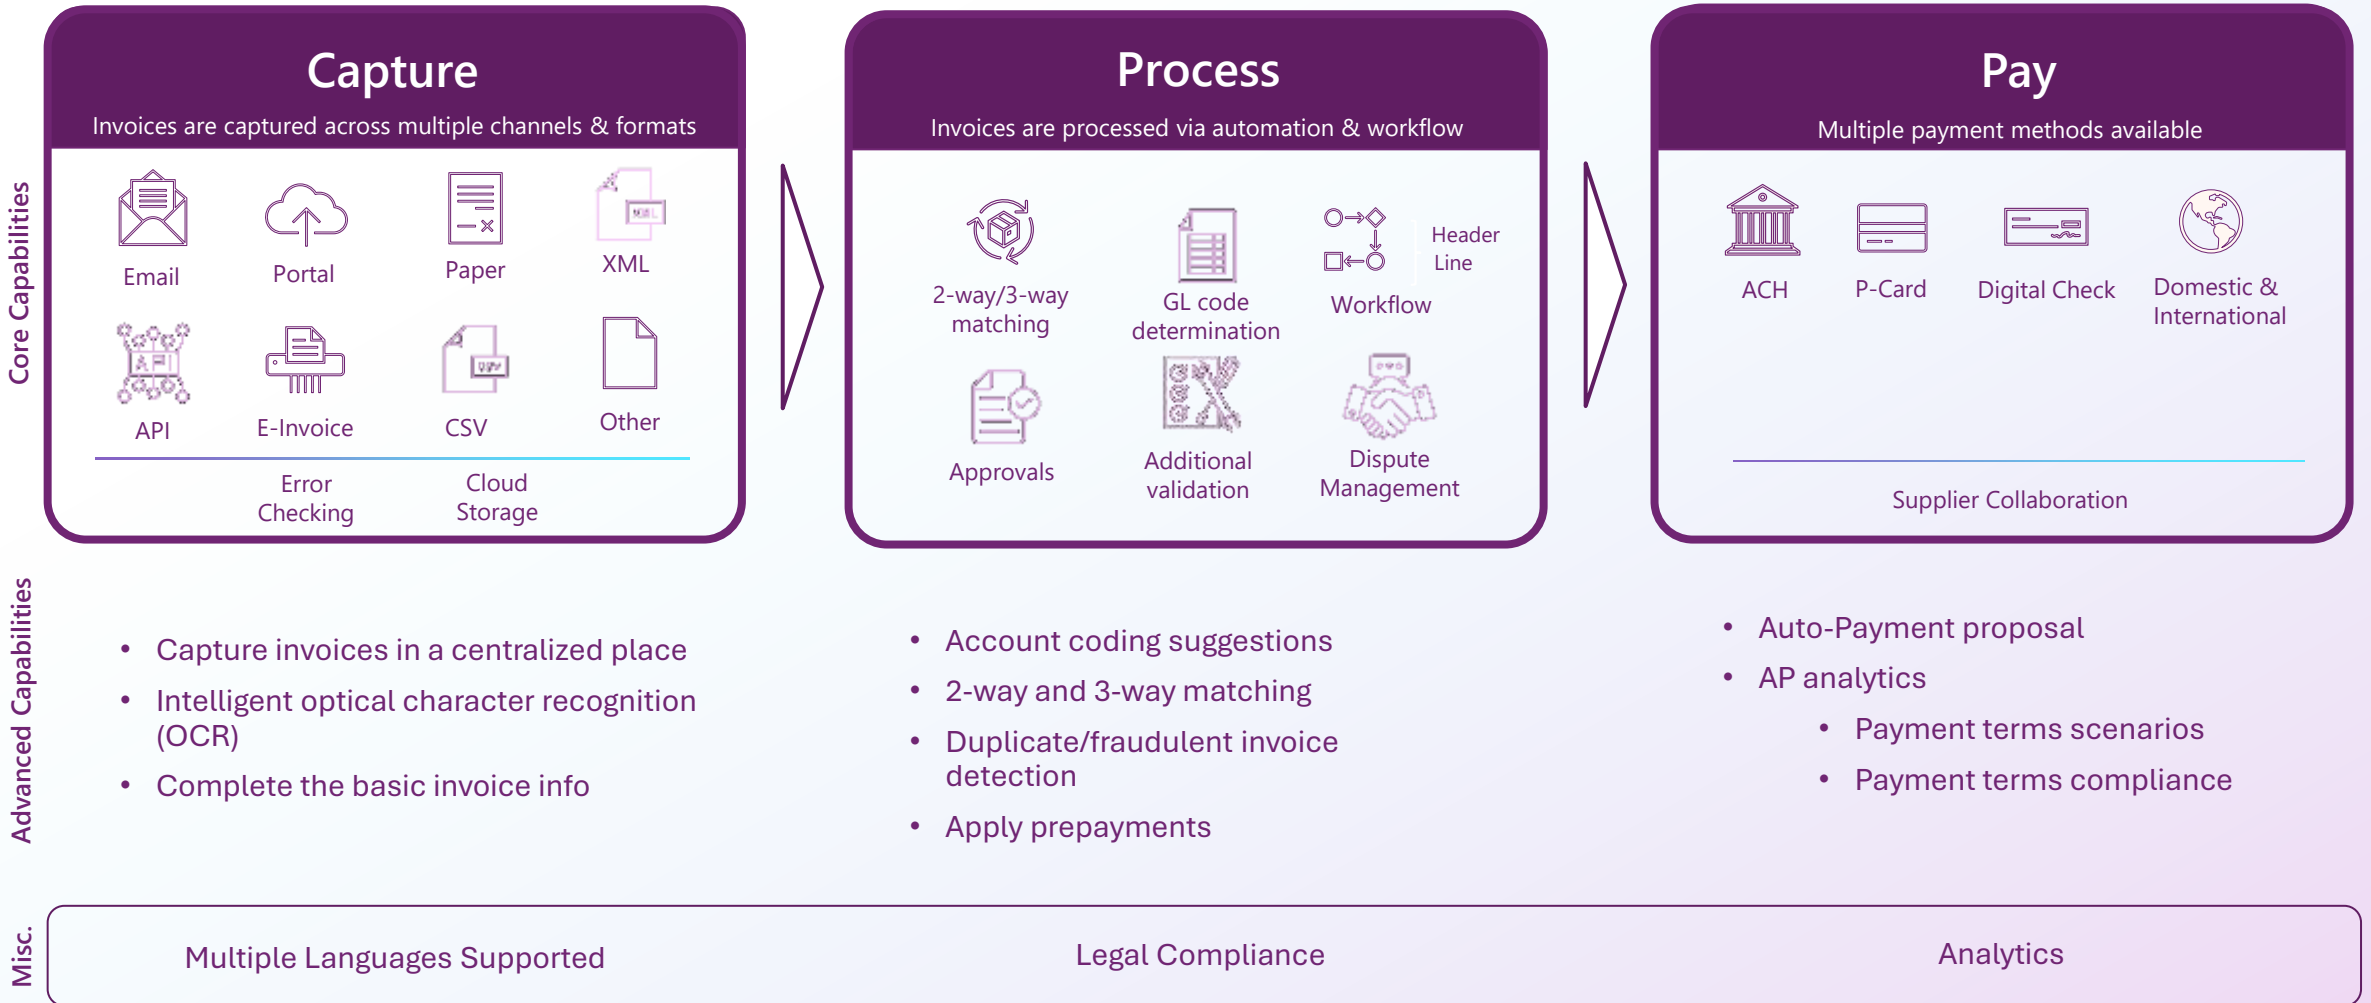 Capture
Invoices are captured across multiple channels & formats
Core Capabilities
Email
Portal
Paper
XML
XML
API
API
E-Invoice
CSV
Other
Error
Checking
Cloud
Storage
Process
Invoices are processed via automation & workflow
2-way/3-way
matching
GL code
determination
Workflow
Header
Line
Approvals
Additional
validation
Dispute
Management
Pay
Multiple payment methods available
ACH
P-Card
Digital Check
Domestic &
International
Supplier Collaboration
Advanced Capabilities
• Capture invoices in a centralized place
• Intelligent optical character recognition
(OCR)
• Complete the basic invoice info
• Account coding suggestions
• 2-way and 3-way matching
• Duplicate/fraudulent invoice
detection
• Apply prepayments
• Auto-Payment proposal
• AP analytics
• Payment terms scenarios
• Payment terms compliance
Misc.
Multiple Languages Supported
Legal Compliance
Analytics